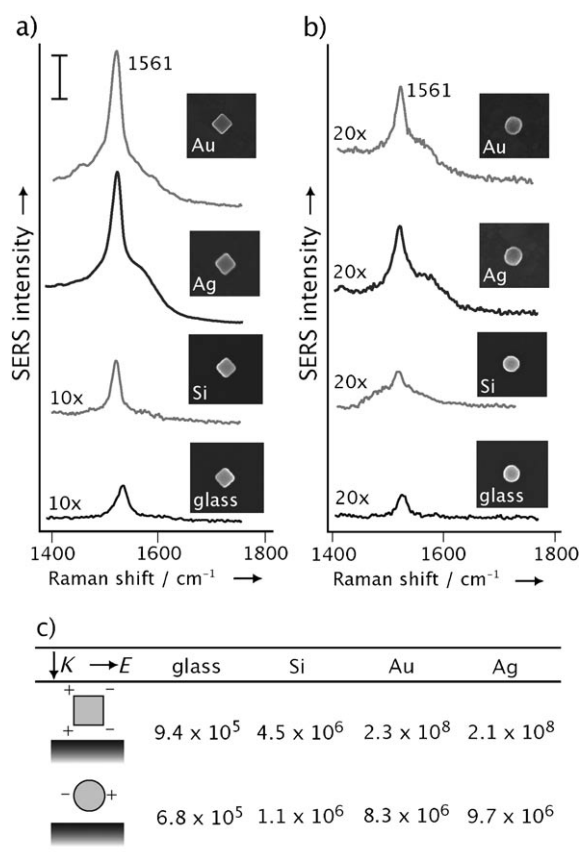 a)
1561
Au
Ag
10x
Si
10x
glass
SERS intensity →
1400 1600 1800
Raman shift / cm⁻¹ →
b)
1561
20x
Au
20x
Ag
20x
Si
20x
glass
SERS intensity →
1400 1600 1800
Raman shift / cm⁻¹ →
c)
↓K →E glass Si Au Ag
+ -
+ -
9.4 x 10⁵ 4.5 x 10⁶ 2.3 x 10⁸ 2.1 x 10⁸
- +
6.8 x 10⁵ 1.1 x 10⁶ 8.3 x 10⁶ 9.7 x 10⁶